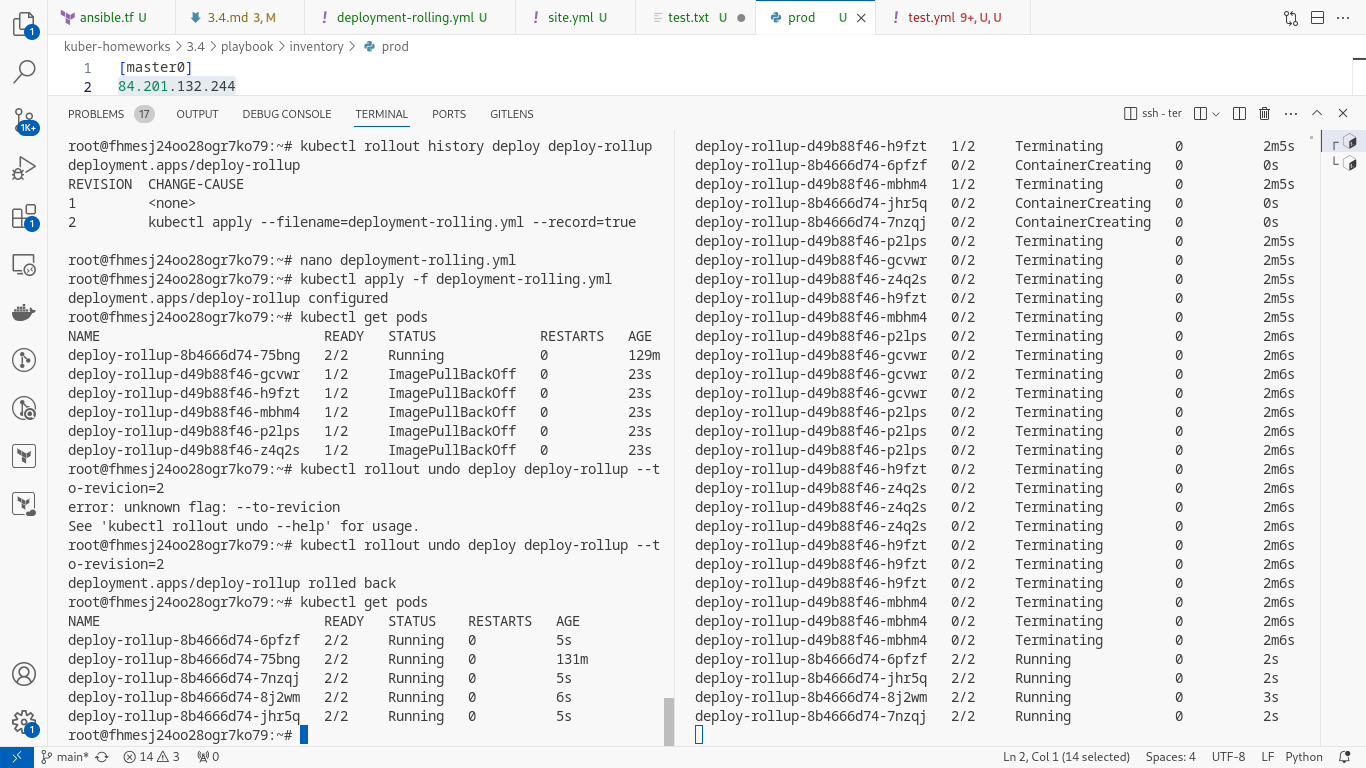 ansible.tf U
3.4.md 3, M
deployment-rolling.yml U
site.yml U
test.txt U
prod U
test.yml 9+, U, U
kuber-homeworks > 3.4 > playbook > inventory > prod
1 [master0]
2 84.201.132.244
PROBLEMS 17 OUTPUT DEBUG CONSOLE TERMINAL PORTS GITLENS
ssh - ter
1
1K+
1
1
root@fhmesj24oo28ogr7ko79:~# kubectl rollout history deploy deploy-rollup
deployment.apps/deploy-rollup
REVISION CHANGE-CAUSE
1 <none>
2 kubectl apply --filename=deployment-rolling.yml --record=true
root@fhmesj24oo28ogr7ko79:~# nano deployment-rolling.yml
root@fhmesj24oo28ogr7ko79:~# kubectl apply -f deployment-rolling.yml
deployment.apps/deploy-rollup configured
root@fhmesj24oo28ogr7ko79:~# kubectl get pods
NAME READY STATUS RESTARTS AGE
deploy-rollup-8b4666d74-75bng 2/2 Running 0 129m
deploy-rollup-d49b88f46-gcvwr 1/2 ImagePullBackOff 0 23s
deploy-rollup-d49b88f46-h9fzt 1/2 ImagePullBackOff 0 23s
deploy-rollup-d49b88f46-mbhm4 1/2 ImagePullBackOff 0 23s
deploy-rollup-d49b88f46-p2lps 1/2 ImagePullBackOff 0 23s
deploy-rollup-d49b88f46-z4q2s 1/2 ImagePullBackOff 0 23s
root@fhmesj24oo28ogr7ko79:~# kubectl rollout undo deploy deploy-rollup --t
o-revicion=2
error: unknown flag: --to-revicion
See 'kubectl rollout undo --help' for usage.
root@fhmesj24oo28ogr7ko79:~# kubectl rollout undo deploy deploy-rollup --t
o-revision=2
deployment.apps/deploy-rollup rolled back
root@fhmesj24oo28ogr7ko79:~# kubectl get pods
NAME READY STATUS RESTARTS AGE
deploy-rollup-8b4666d74-6pfzf 2/2 Running 0 5s
deploy-rollup-8b4666d74-75bng 2/2 Running 0 131m
deploy-rollup-8b4666d74-7nzqj 2/2 Running 0 5s
deploy-rollup-8b4666d74-8j2wm 2/2 Running 0 6s
deploy-rollup-8b4666d74-jhr5q 2/2 Running 0 5s
root@fhmesj24oo28ogr7ko79:~#
deploy-rollup-d49b88f46-h9fzt 1/2 Terminating 0 2m5s
deploy-rollup-8b4666d74-6pfzf 0/2 ContainerCreating 0 0s
deploy-rollup-d49b88f46-mbhm4 1/2 Terminating 0 2m5s
deploy-rollup-8b4666d74-jhr5q 0/2 ContainerCreating 0 0s
deploy-rollup-8b4666d74-7nzqj 0/2 ContainerCreating 0 0s
deploy-rollup-d49b88f46-p2lps 0/2 Terminating 0 2m5s
deploy-rollup-d49b88f46-gcvwr 0/2 Terminating 0 2m5s
deploy-rollup-d49b88f46-z4q2s 0/2 Terminating 0 2m5s
deploy-rollup-d49b88f46-h9fzt 0/2 Terminating 0 2m5s
deploy-rollup-d49b88f46-mbhm4 0/2 Terminating 0 2m5s
deploy-rollup-d49b88f46-p2lps 0/2 Terminating 0 2m6s
deploy-rollup-d49b88f46-gcvwr 0/2 Terminating 0 2m6s
deploy-rollup-d49b88f46-gcvwr 0/2 Terminating 0 2m6s
deploy-rollup-d49b88f46-gcvwr 0/2 Terminating 0 2m6s
deploy-rollup-d49b88f46-p2lps 0/2 Terminating 0 2m6s
deploy-rollup-d49b88f46-p2lps 0/2 Terminating 0 2m6s
deploy-rollup-d49b88f46-p2lps 0/2 Terminating 0 2m6s
deploy-rollup-d49b88f46-h9fzt 0/2 Terminating 0 2m6s
deploy-rollup-d49b88f46-z4q2s 0/2 Terminating 0 2m6s
deploy-rollup-d49b88f46-z4q2s 0/2 Terminating 0 2m6s
deploy-rollup-d49b88f46-z4q2s 0/2 Terminating 0 2m6s
deploy-rollup-d49b88f46-h9fzt 0/2 Terminating 0 2m6s
deploy-rollup-d49b88f46-h9fzt 0/2 Terminating 0 2m6s
deploy-rollup-d49b88f46-h9fzt 0/2 Terminating 0 2m6s
deploy-rollup-d49b88f46-mbhm4 0/2 Terminating 0 2m6s
deploy-rollup-d49b88f46-mbhm4 0/2 Terminating 0 2m6s
deploy-rollup-d49b88f46-mbhm4 0/2 Terminating 0 2m6s
deploy-rollup-8b4666d74-6pfzf 2/2 Running 0 2s
deploy-rollup-8b4666d74-jhr5q 2/2 Running 0 2s
deploy-rollup-8b4666d74-8j2wm 2/2 Running 0 3s
deploy-rollup-8b4666d74-7nzqj 2/2 Running 0 2s
main* 14 3 0 Ln 2, Col 1 (14 selected) Spaces: 4 UTF-8 LF Python